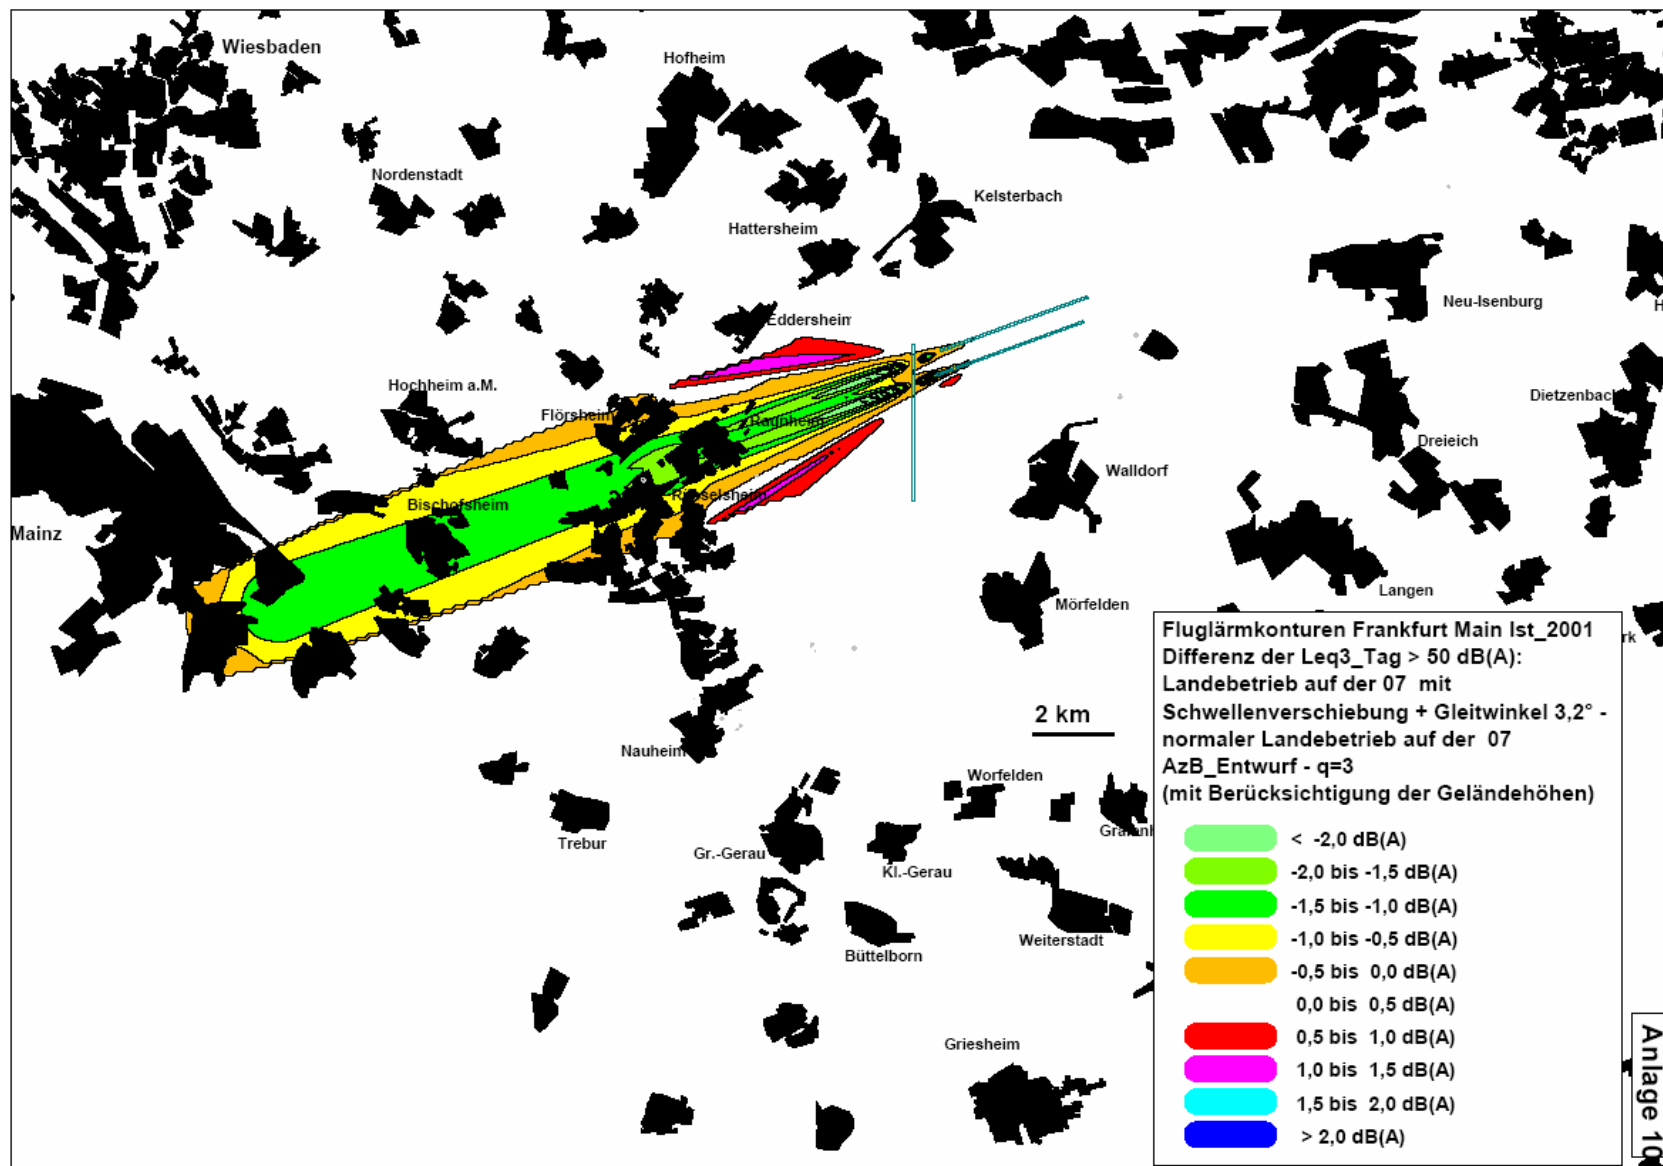 Wiesbaden
Hofheim
Nordenstadt
Kelsterbach
Hattersheim
Neu-Isenburg
H
Eddersheim
Hochheim a.M.
Dietzenbach
Flörsheim
Raunheim
Dreieich
Walldorf
Rüsselsheim
Bischofsheim
Mainz
Langen
Mörfelden
Fluglärmkonturen Frankfurt Main Ist_2001
Differenz der Leq3_Tag > 50 dB(A):
Landebetrieb auf der 07 mit
Schwellenverschiebung + Gleitwinkel 3,2° -
normaler Landebetrieb auf der 07
AzB_Entwurf - q=3
(mit Berücksichtigung der Geländehöhen)
rk
2 km
Nauheim
Worfelden
Trebur
Gr.-Gerau
Kl.-Gerau
Weiterstadt
Büttelborn
Griesheim
< -2,0 dB(A)
-2,0 bis -1,5 dB(A)
-1,5 bis -1,0 dB(A)
-1,0 bis -0,5 dB(A)
-0,5 bis 0,0 dB(A)
0,0 bis 0,5 dB(A)
0,5 bis 1,0 dB(A)
1,0 bis 1,5 dB(A)
1,5 bis 2,0 dB(A)
> 2,0 dB(A)
Anlage 10